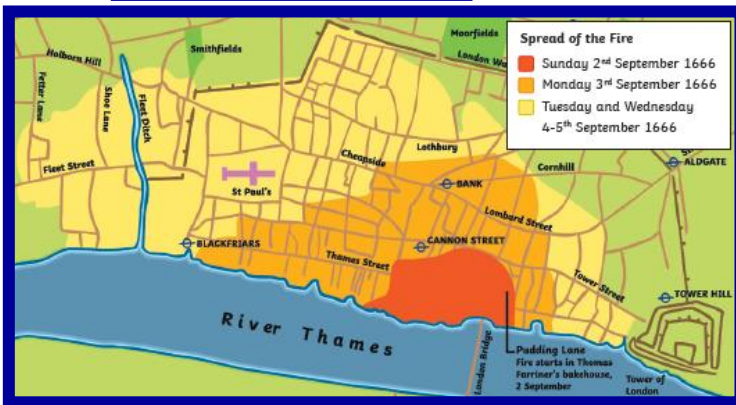 Spread of the Fire
Sunday 2nd September 1666
Monday 3rd September 1666
Tuesday and Wednesday
4-5th September 1666
Moorfields
Smithfields
Holborn Hill
London Wa
Fetter Lane
Shoe Lane
Fleet Ditch
Lothbury
Cheapside
Cornhill
ALDGATE
Fleet Street
St Paul's
BANK
Lombard Street
BLACKFRIARS
CANNON STREET
Thames Street
Tower Street
TOWER HILL
River Thames
London Bridge
Pudding Lane
Fire starts in Thomas
Farriner's bakehouse,
2 September
Tower of
London